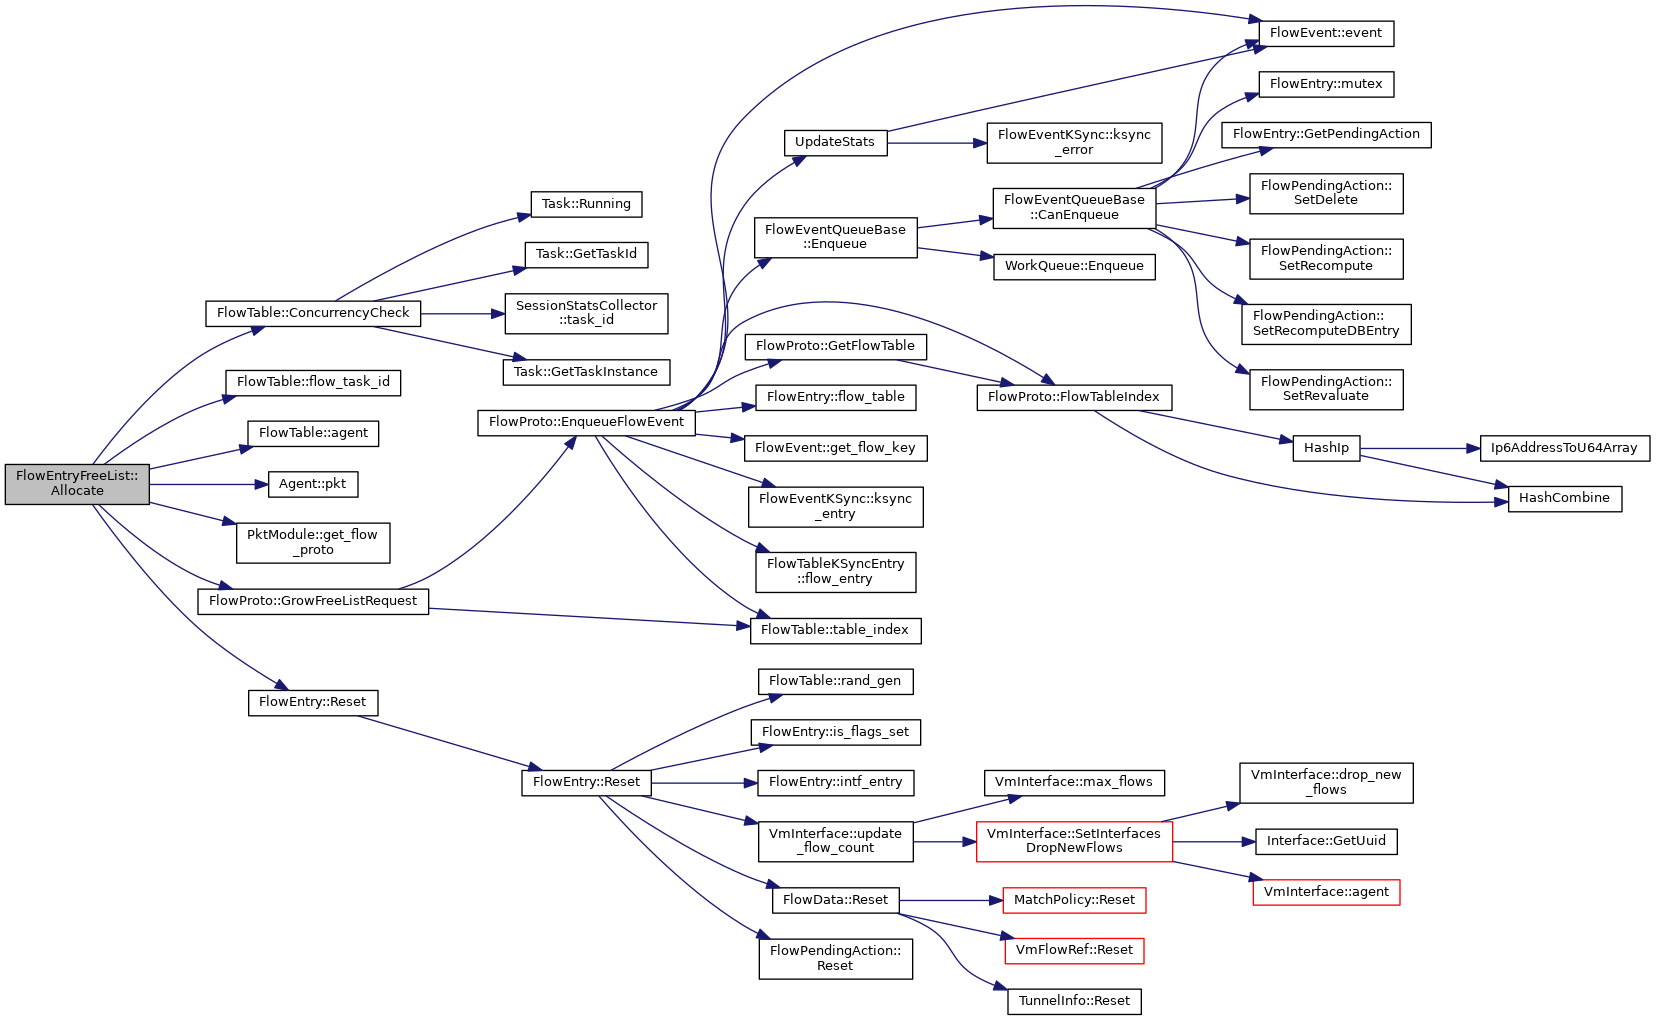 FlowEntryFreeList::
Allocate
FlowTable::ConcurrencyCheck
Task::Running
Task::GetTaskId
SessionStatsCollector
::task_id
Task::GetTaskInstance
FlowTable::flow_task_id
FlowTable::agent
Agent::pkt
PktModule::get_flow
_proto
FlowProto::GrowFreeListRequest
FlowProto::EnqueueFlowEvent
FlowEvent::event
UpdateStats
FlowEventKSync::ksync
_error
FlowEventQueueBase
::Enqueue
FlowEventQueueBase
::CanEnqueue
FlowEntry::mutex
FlowEntry::GetPendingAction
FlowPendingAction::
SetDelete
FlowPendingAction::
SetRecompute
FlowPendingAction::
SetRecomputeDBEntry
FlowPendingAction::
SetRevaluate
WorkQueue::Enqueue
FlowProto::GetFlowTable
FlowProto::FlowTableIndex
HashIp
Ip6AddressToU64Array
HashCombine
FlowEntry::flow_table
FlowEvent::get_flow_key
FlowEventKSync::ksync
_entry
FlowTableKSyncEntry
::flow_entry
FlowTable::table_index
FlowEntry::Reset
FlowEntry::Reset
FlowTable::rand_gen
FlowEntry::is_flags_set
FlowEntry::intf_entry
VmInterface::update
_flow_count
VmInterface::max_flows
VmInterface::SetInterfaces
DropNewFlows
VmInterface::drop_new
_flows
Interface::GetUuid
VmInterface::agent
FlowData::Reset
MatchPolicy::Reset
VmFlowRef::Reset
TunnelInfo::Reset
FlowPendingAction::
Reset